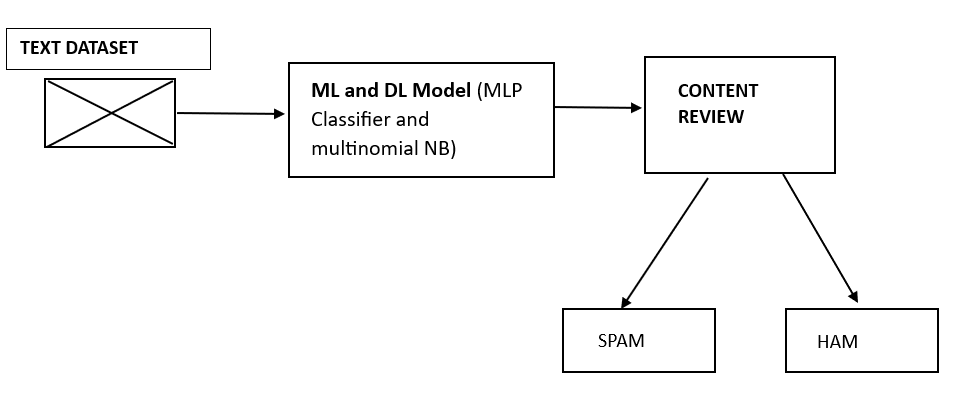 TEXT DATASET
ML and DL Model (MLP
Classifier and
multinomial NB)
CONTENT
REVIEW
SPAM
HAM